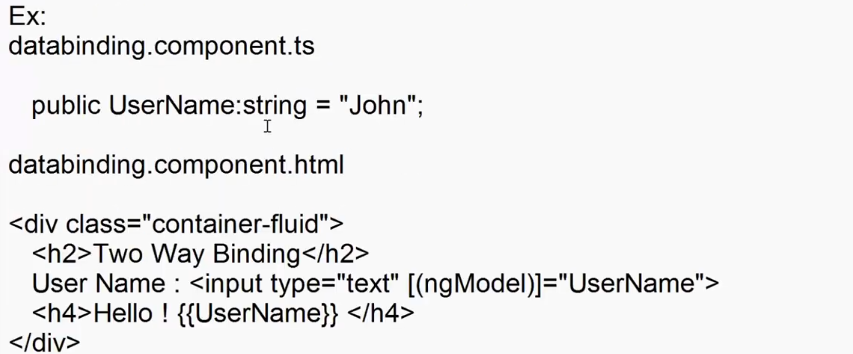 Ex:
databinding.component.ts
public UserName:string = "John";
databinding.component.html
<div class="container-fluid">
<h2>Two Way Binding</h2>
User Name : <input type="text" [(ngModel)]="UserName">
<h4>Hello ! {{UserName}} </h4>
</div>